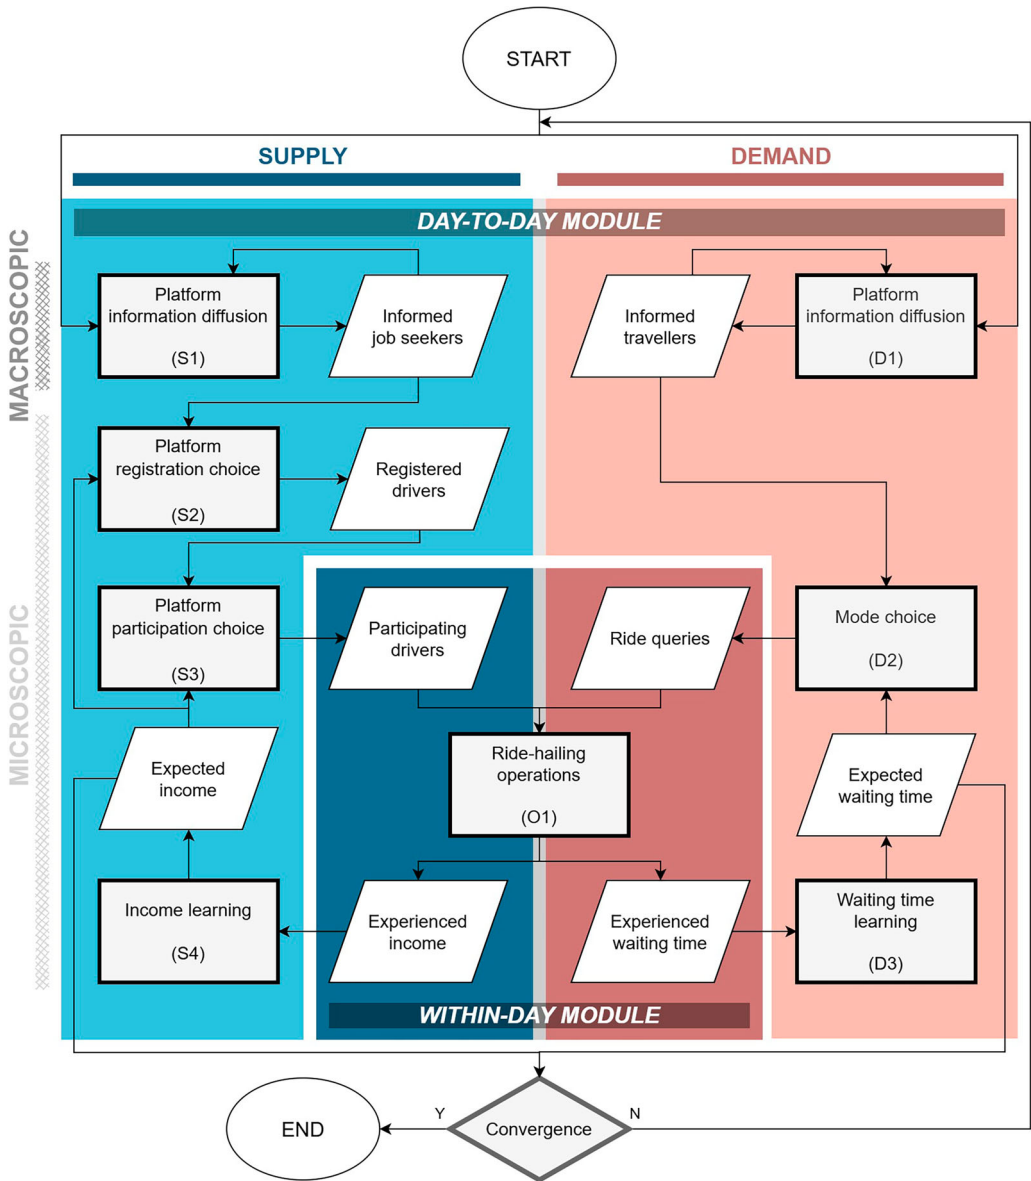 START
SUPPLY
DEMAND
DAY-TO-DAY MODULE
MACROSCOPIC
Platform
information diffusion
(S1)
Informed
job seekers
Informed
travellers
Platform
information diffusion
(D1)
Platform
registration choice
(S2)
Registered
drivers
MICROSCOPIC
Platform
participation choice
(S3)
Participating
drivers
Ride queries
Mode choice
(D2)
Expected
income
Ride-hailing
operations
(O1)
Expected
waiting time
Income learning
(S4)
Experienced
income
Experienced
waiting time
Waiting time
learning
(D3)
WITHIN-DAY MODULE
END
Y
Convergence
N